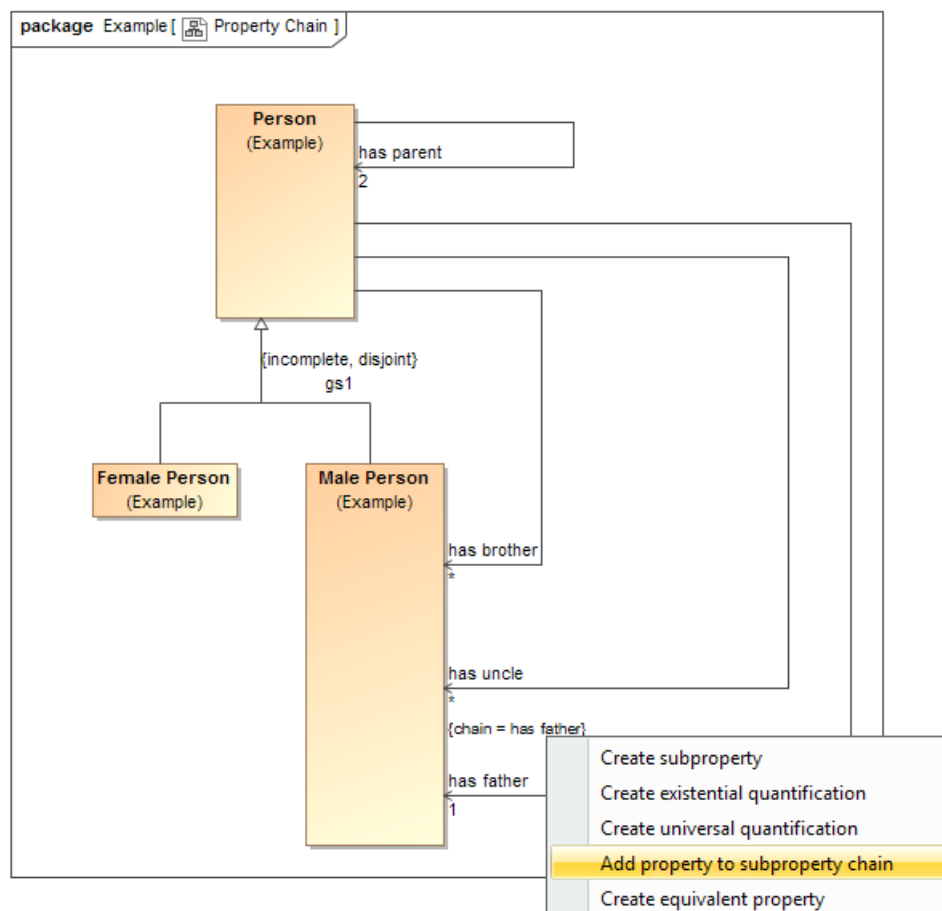 package Example [ Property Chain ]
Person
(Example)
has parent
2
{incomplete, disjoint}
gs1
Female Person
(Example)
Male Person
(Example)
has brother
*
has uncle
*
{chain = has father}
has father
1
Create subproperty
Create existential quantification
Create universal quantification
Add property to subproperty chain
Create equivalent property